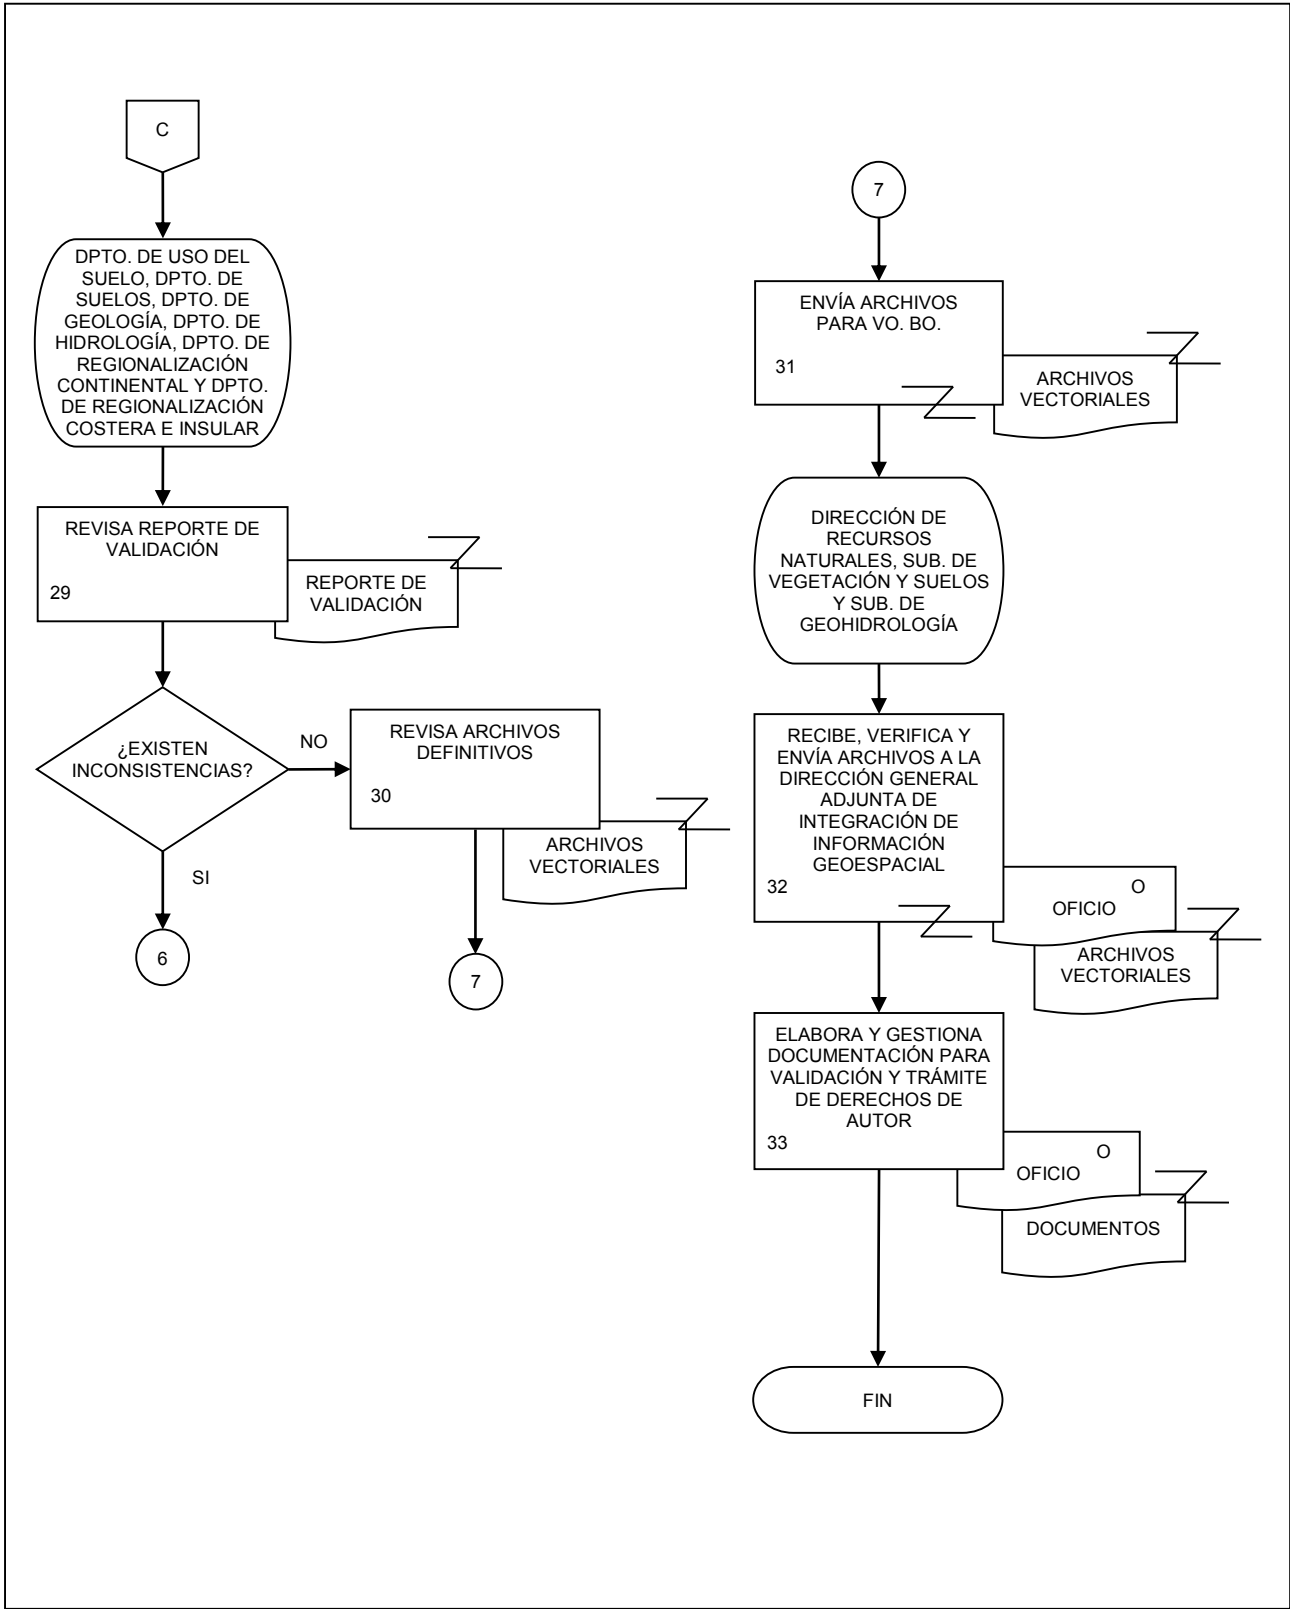 C
DPTO. DE USO DEL
SUELO, DPTO. DE
SUELOS, DPTO. DE
GEOLOGÍA, DPTO. DE
HIDROLOGÍA, DPTO. DE
REGIONALIZACIÓN
CONTINENTAL Y DPTO.
DE REGIONALIZACIÓN
COSTERA E INSULAR
REVISA REPORTE DE
VALIDACIÓN
29
REPORTE DE
VALIDACIÓN
¿EXISTEN
INCONSISTENCIAS?
NO
SI
6
REVISA ARCHIVOS
DEFINITIVOS
30
ARCHIVOS
VECTORIALES
7
7
ENVÍA ARCHIVOS
PARA VO. BO.
31
ARCHIVOS
VECTORIALES
DIRECCIÓN DE
RECURSOS
NATURALES, SUB. DE
VEGETACIÓN Y SUELOS
Y SUB. DE
GEOHIDROLOGÍA
RECIBE, VERIFICA Y
ENVÍA ARCHIVOS A LA
DIRECCIÓN GENERAL
ADJUNTA DE
INTEGRACIÓN DE
INFORMACIÓN
GEOESPACIAL
32
O
OFICIO
ARCHIVOS
VECTORIALES
ELABORA Y GESTIONA
DOCUMENTACIÓN PARA
VALIDACIÓN Y TRÁMITE
DE DERECHOS DE
AUTOR
33
O
OFICIO
DOCUMENTOS
FIN